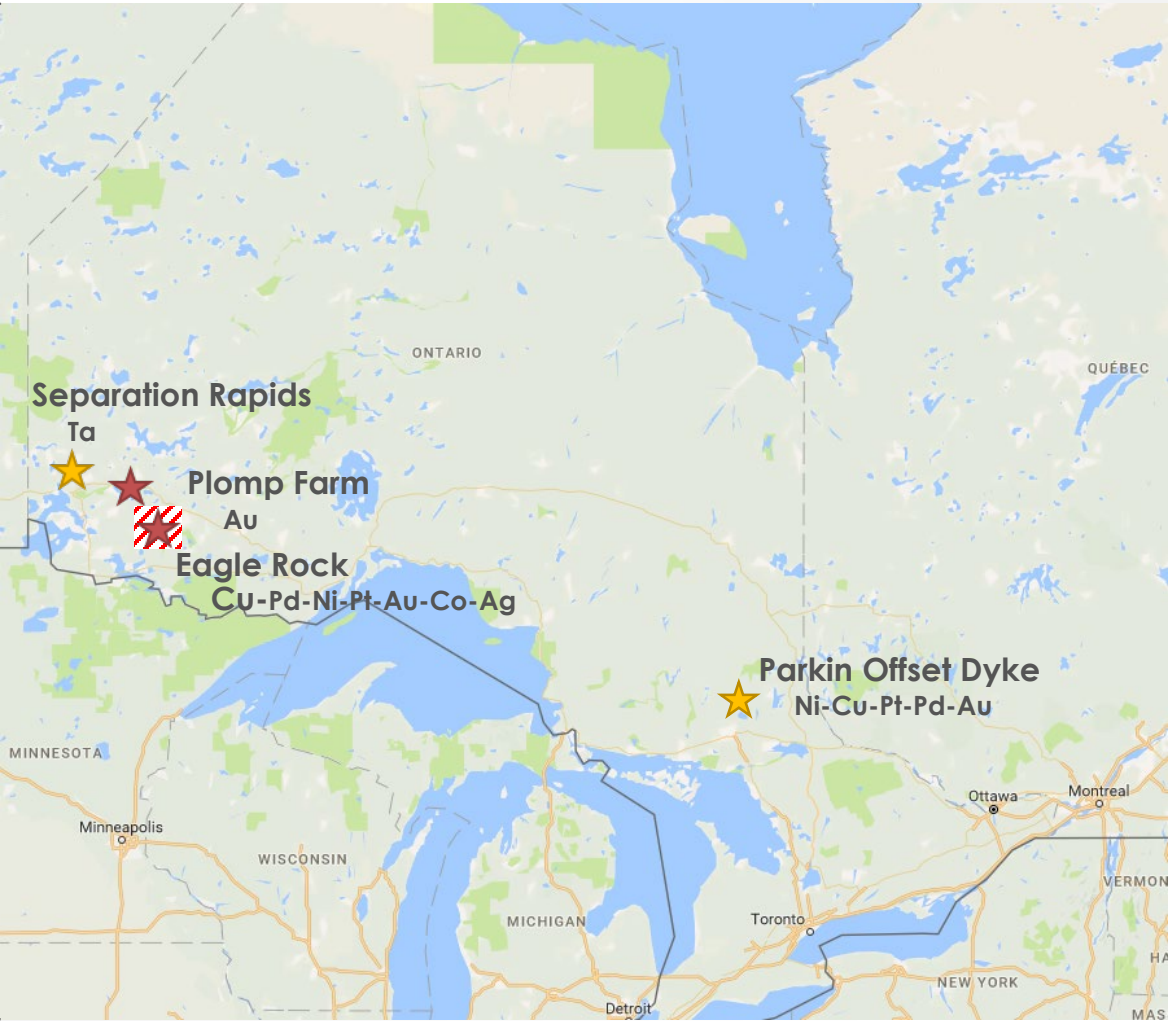 ONTARIO
QUÉBEC
Separation Rapids
Ta
Plomp Farm
Au
Eagle Rock
Cu-Pd-Ni-Pt-Au-Co-Ag
Parkin Offset Dyke
Ni-Cu-Pt-Pd-Au
MINNESOTA
Ottawa
Montreal
Minneapolis
WISCONSIN
VERMON
MICHIGAN
Toronto
HA
NEW YORK
Detroit
MAS